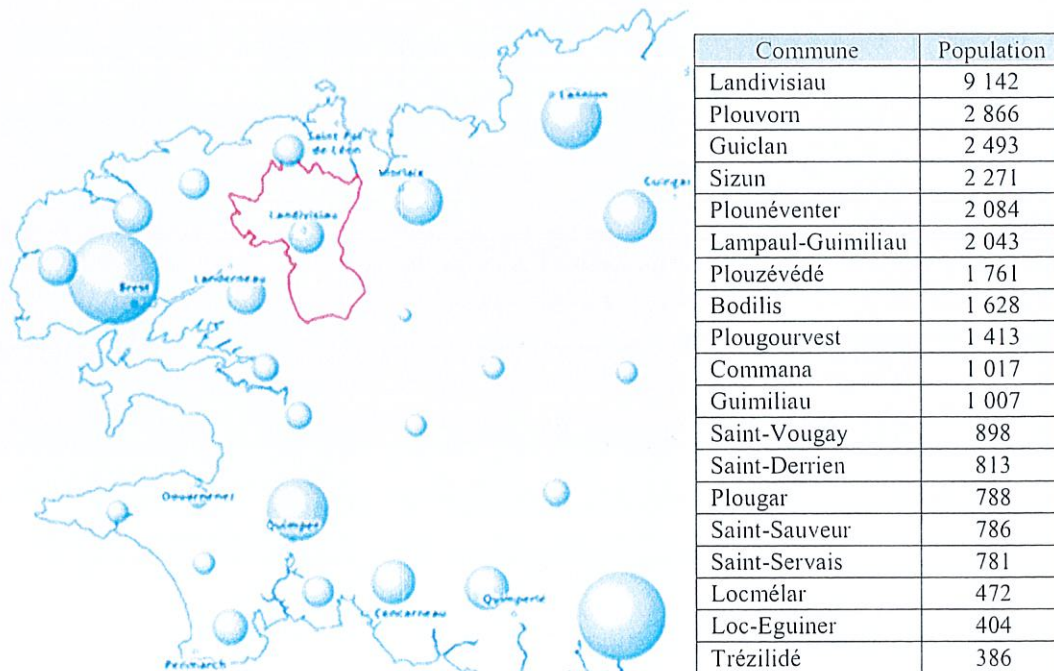 Lannion
Saint Pol
de Léon
Morlaix
Landivisiau
Landerneau
Brest
Douarnenez
Quimper
Concarneau
Quimperlé
Penmarch
Commune Population
Landivisiau 9 142
Plouvorn 2 866
Guiclan 2 493
Sizun 2 271
Plounéventer 2 084
Lampaul-Guimiliau 2 043
Plouzévédé 1 761
Bodilis 1 628
Plougourvest 1 413
Commana 1 017
Guimiliau 1 007
Saint-Vougay 898
Saint-Derrien 813
Plougar 788
Saint-Sauveur 786
Saint-Servais 781
Locmélar 472
Loc-Eguiner 404
Trézilidé 386